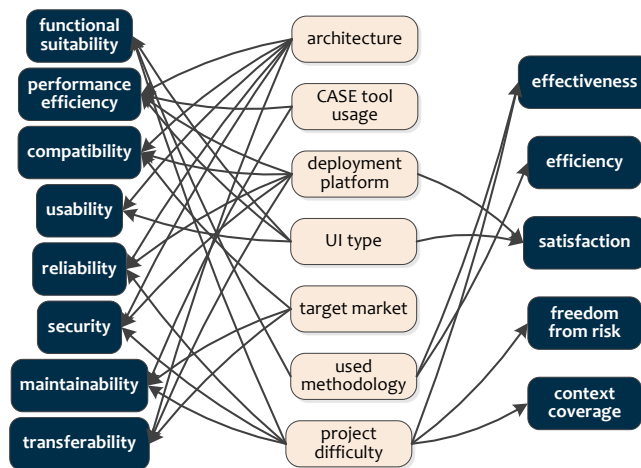 functional
suitability
performance
efficiency
compatibility
usability
reliability
security
maintainability
transferability
architecture
CASE tool
usage
deployment
platform
UI type
target market
used
methodology
project
difficulty
effectiveness
efficiency
satisfaction
freedom
from risk
context
coverage